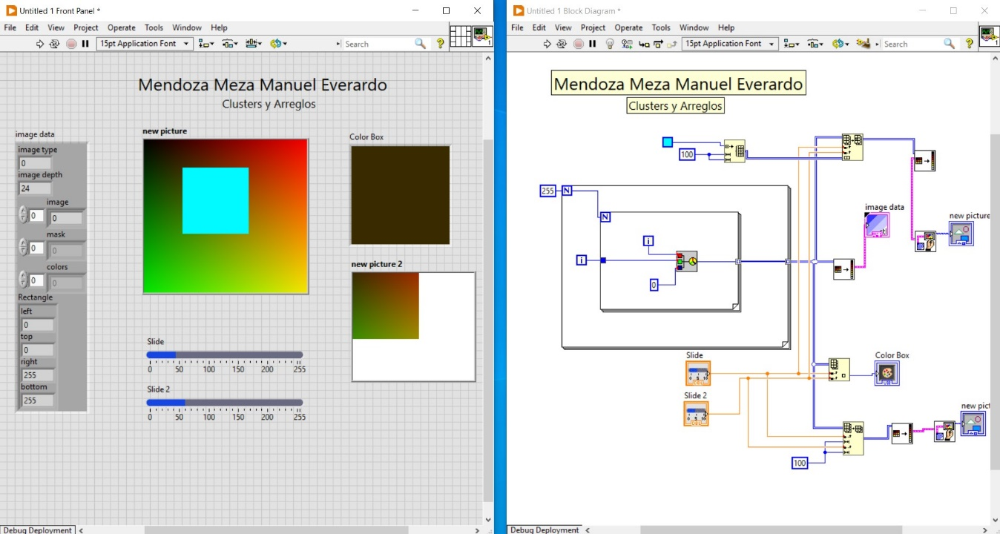 Untitled 1 Front Panel *
File Edit View Project Operate Tools Window Help
15pt Application Font
Search
Mendoza Meza Manuel Everardo
Clusters y Arreglos
image data
image type
0
image depth
24
image
0 0
mask
0 0
colors
0 0
Rectangle
left
0
top
0
right
255
bottom
255
new picture
Color Box
new picture 2
Slide
0 50 100 150 200 255
Slide 2
0 50 100 150 200 255
Debug Deployment
Untitled 1 Block Diagram *
File Edit View Project Operate Tools Window Help
15pt Application Font
Search
Mendoza Meza Manuel Everardo
Clusters y Arreglos
100
255 N
N
i
i
0
image data
new picture
Slide
Color Box
Slide 2
new pict
100
Debug Deployment